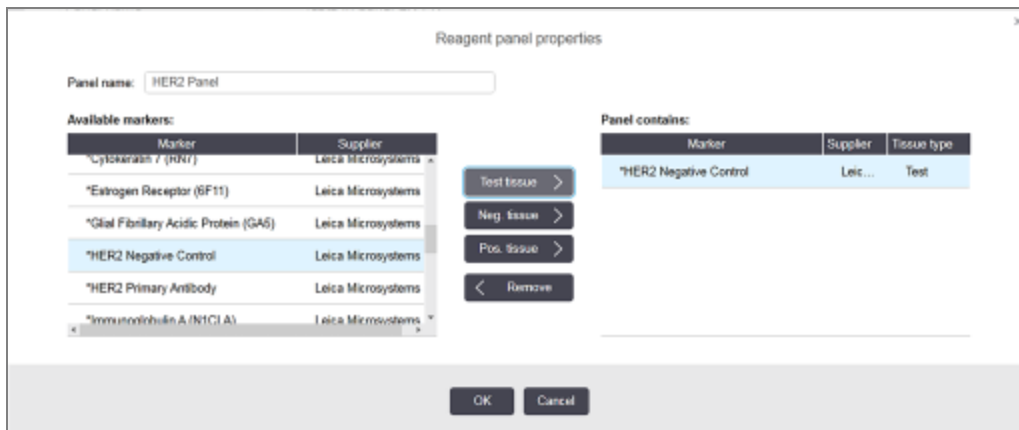 Reagent panel properties
Panel name: HER2 Panel
Available markers:
Marker Supplier
*Cytokeratin 7 (RN7) Leica Microsystems
*Estrogen Receptor (6F11) Leica Microsystems
*Glial Fibrillary Acidic Protein (GA5) Leica Microsystems
*HER2 Negative Control Leica Microsystems
*HER2 Primary Antibody Leica Microsystems
*Immunoglobulin A (N1CLA) Leica Microsystems
Test tissue >
Neg. tissue >
Pos. tissue >
< Remove
Panel contains:
Marker Supplier Tissue type
*HER2 Negative Control Leic... Test
OK Cancel